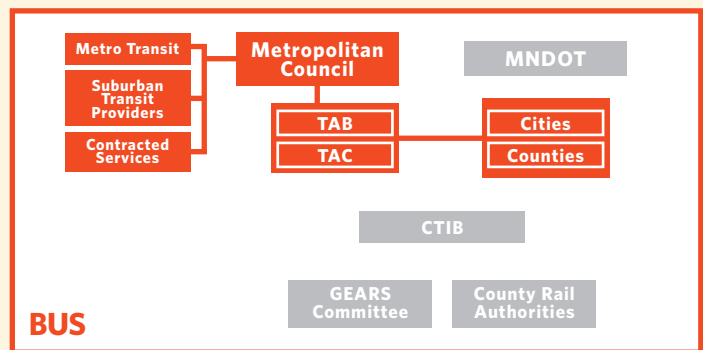 Metro Transit
Suburban
Transit
Providers
Contracted
Services
Metropolitan
Council
TAB
TAC
MNDOT
Cities
Counties
CTIB
GEARS
Committee
County Rail
Authorities
BUS